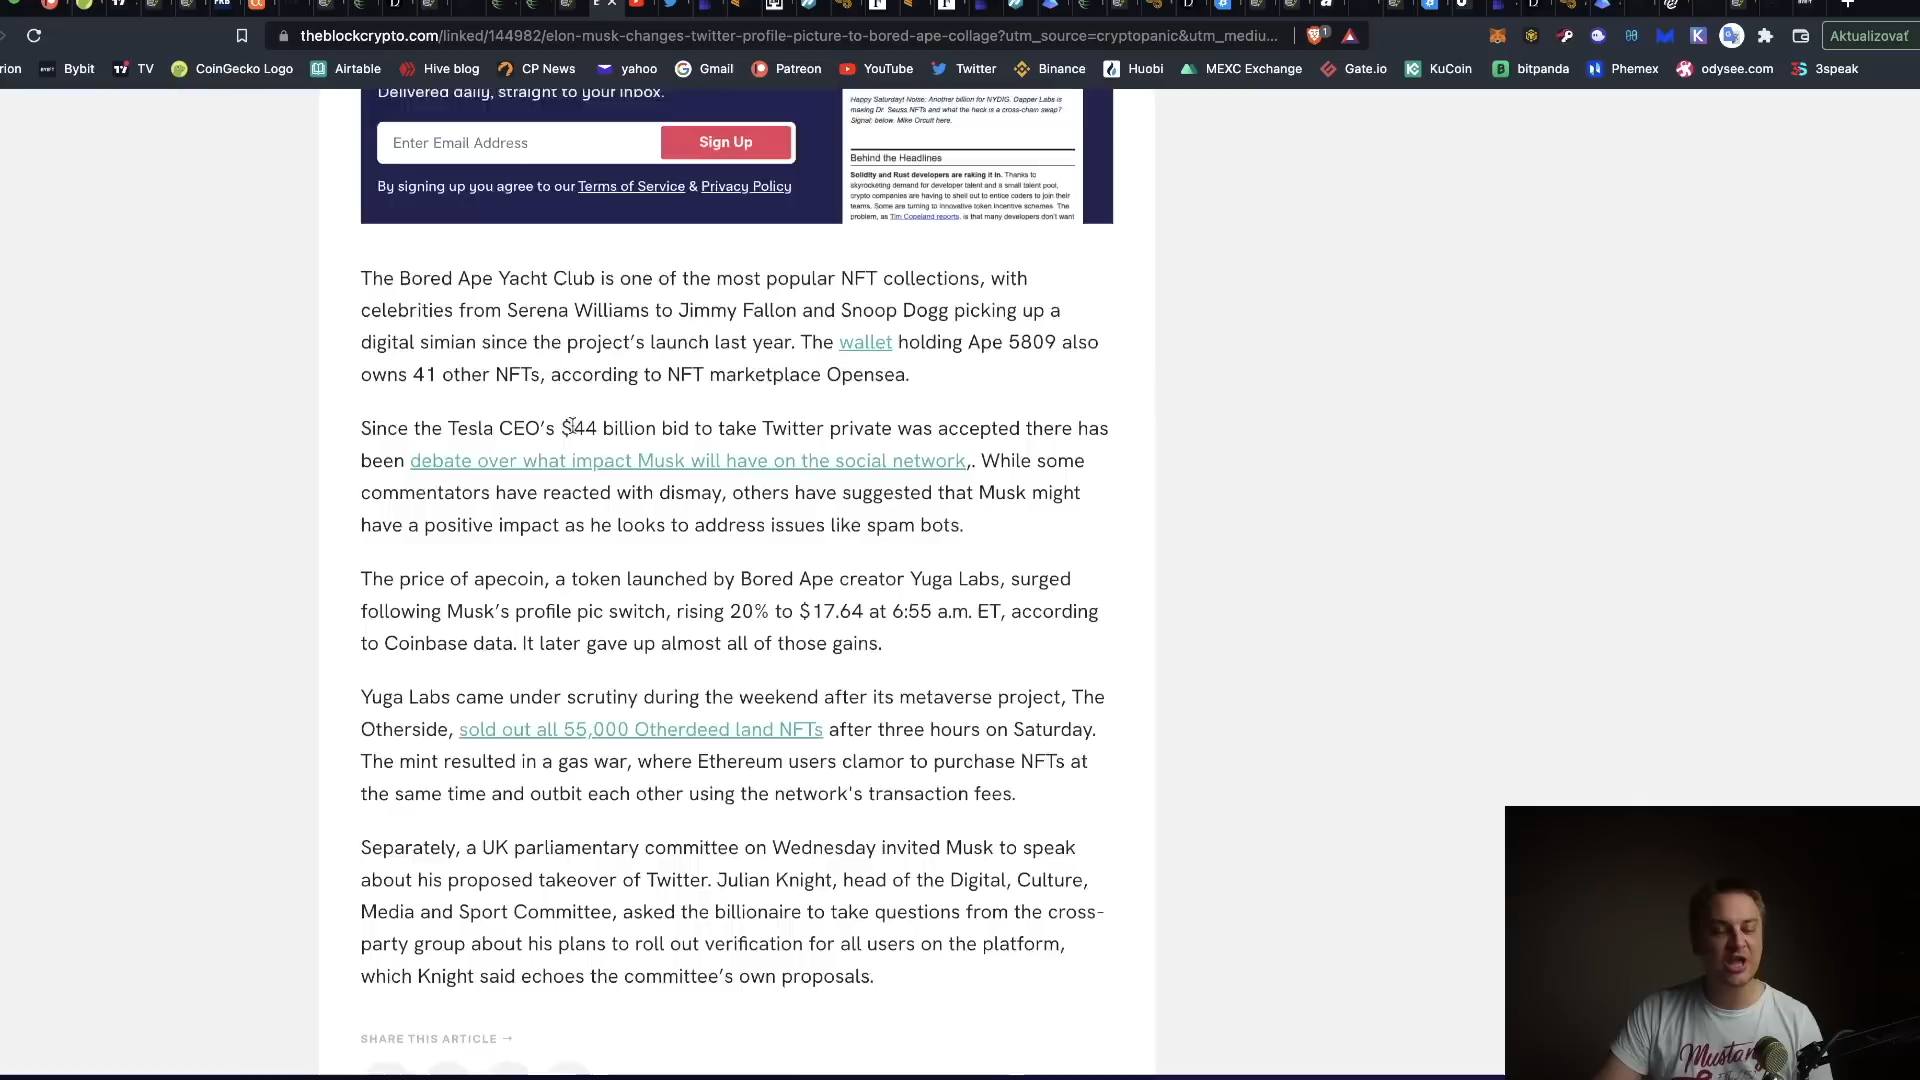 theblockcrypto.com/linked/144982/elon-musk-changes-twitter-profile-picture-to-bored-ape-collage?utm_source=cryptopanic&utm_mediu...
Aktualizovať
rion Bybit TV CoinGecko Logo Airtable Hive blog CP News yahoo Gmail Patreon YouTube Twitter Binance Huobi MEXC Exchange Gate.io KuCoin bitpanda Phemex odysee.com 3speak
Delivered daily, straight to your inbox.
Enter Email Address Sign Up
By signing up you agree to our Terms of Service & Privacy Policy
Happy Saturday! Noise: Another billion for NYDIG, Dapper Labs is
making Dr. Seuss NFTs and what the heck is a cross-chain swap?
Signal: below. Mike Orcutt here.
Behind the Headlines
Solidity and Rust developers are raking it in. Thanks to
skyrocketing demand for developer talent and a small talent pool,
crypto companies are having to shell out to entice coders to join their
teams. Some are turning to innovative token incentive schemes. The
problem, as Tim Copeland reports, is that many developers don't want
The Bored Ape Yacht Club is one of the most popular NFT collections, with
celebrities from Serena Williams to Jimmy Fallon and Snoop Dogg picking up a
digital simian since the project's launch last year. The wallet holding Ape 5809 also
owns 41 other NFTs, according to NFT marketplace Opensea.
Since the Tesla CEO's $44 billion bid to take Twitter private was accepted there has
been debate over what impact Musk will have on the social network,. While some
commentators have reacted with dismay, others have suggested that Musk might
have a positive impact as he looks to address issues like spam bots.
The price of apecoin, a token launched by Bored Ape creator Yuga Labs, surged
following Musk's profile pic switch, rising 20% to $17.64 at 6:55 a.m. ET, according
to Coinbase data. It later gave up almost all of those gains.
Yuga Labs came under scrutiny during the weekend after its metaverse project, The
Otherside, sold out all 55,000 Otherdeed land NFTs after three hours on Saturday.
The mint resulted in a gas war, where Ethereum users clamor to purchase NFTs at
the same time and outbit each other using the network's transaction fees.
Separately, a UK parliamentary committee on Wednesday invited Musk to speak
about his proposed takeover of Twitter. Julian Knight, head of the Digital, Culture,
Media and Sport Committee, asked the billionaire to take questions from the cross-
party group about his plans to roll out verification for all users on the platform,
which Knight said echoes the committee's own proposals.
SHARE THIS ARTICLE →
Mustang